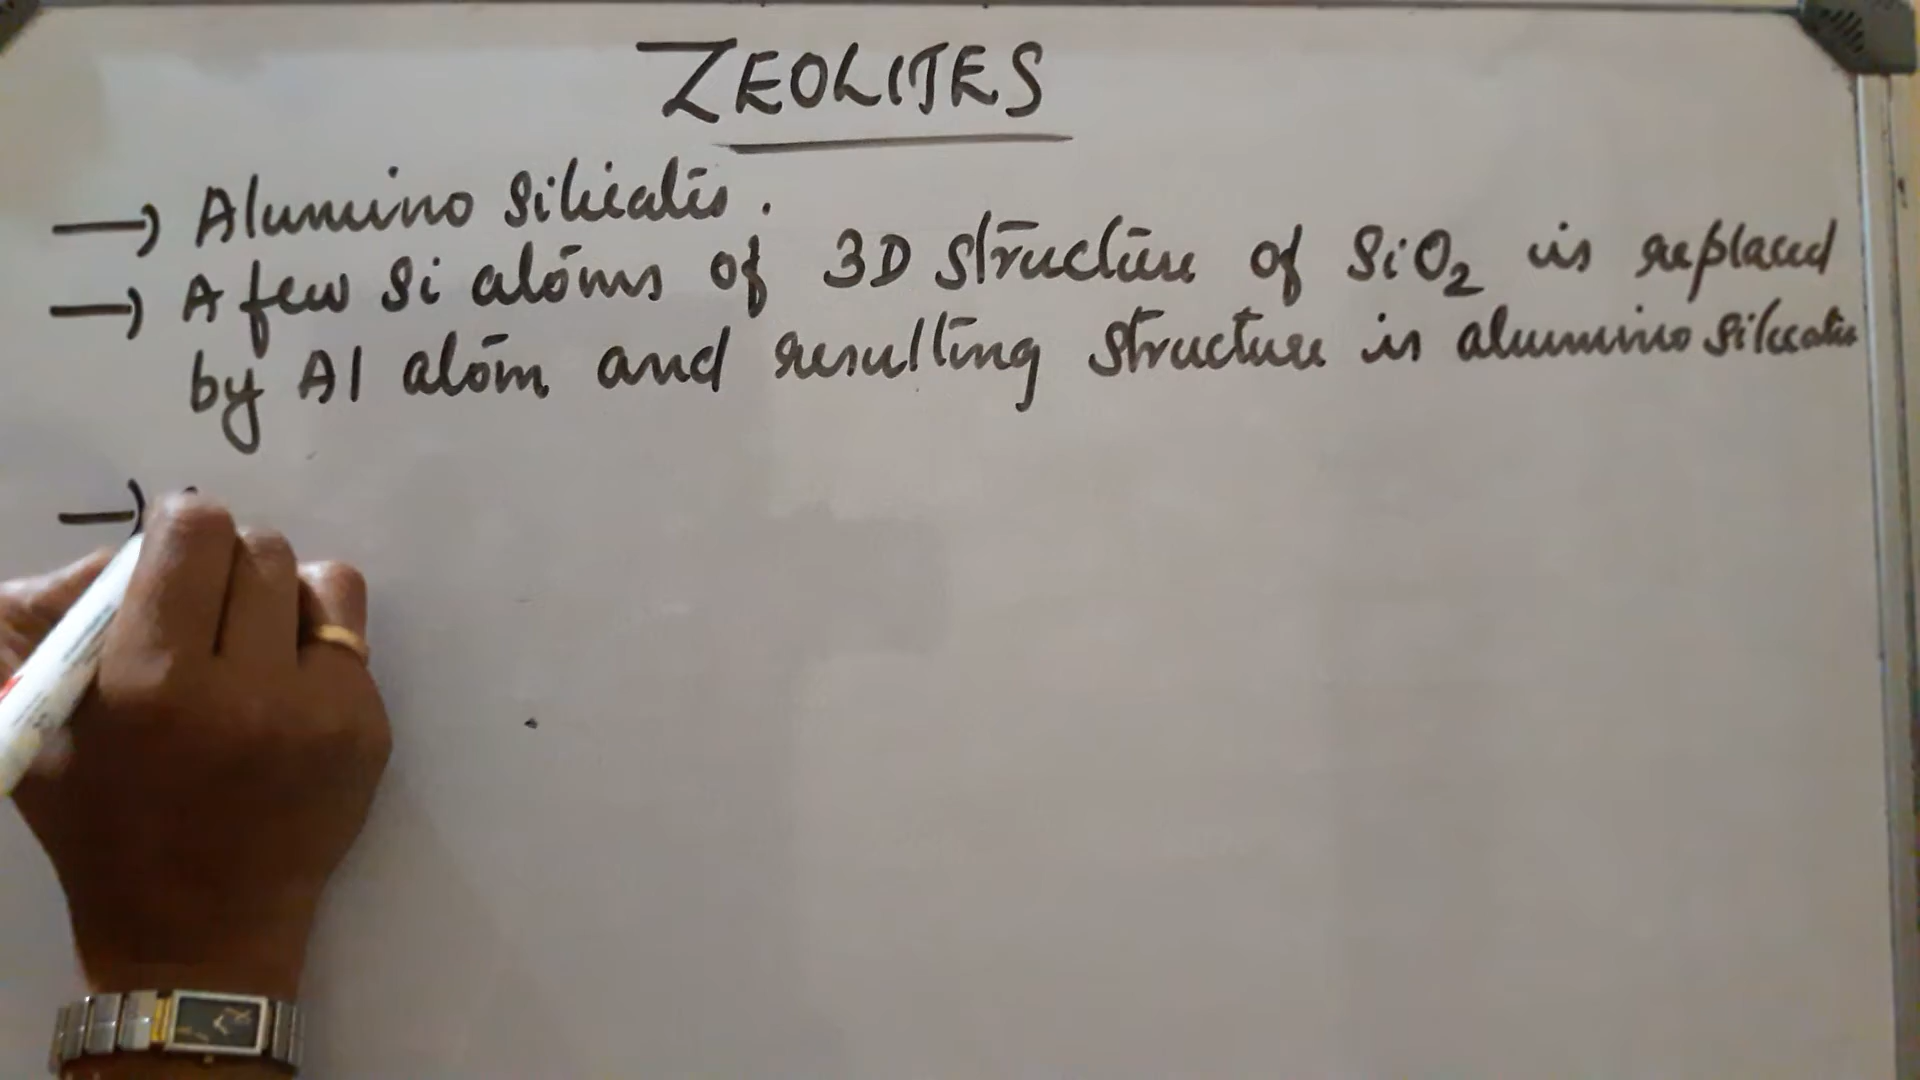 ZEOLITES
→ Alumino Silicates.
→ A few Si atoms of 3D structure of SiO₂ is replaced
by Al atom and resulting structure is alumino silicates
→